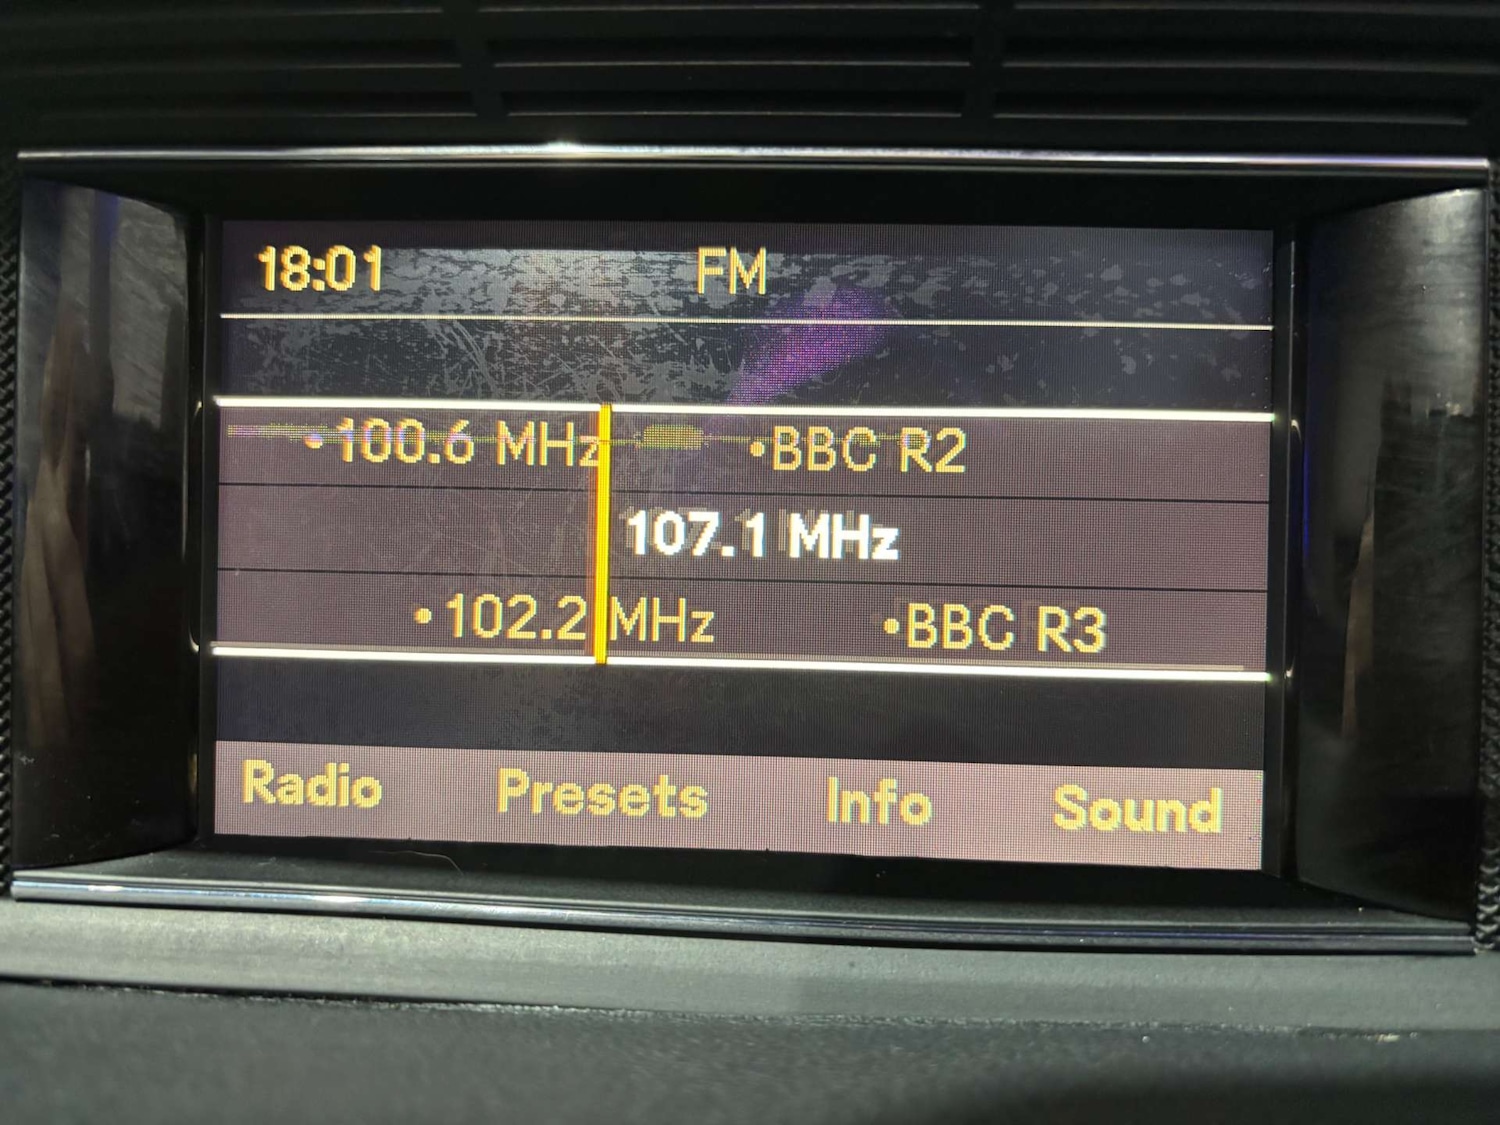 18:01 FM
•100.6 MHz •BBC R2
107.1 MHz
•102.2 MHz •BBC R3
Radio Presets Info Sound